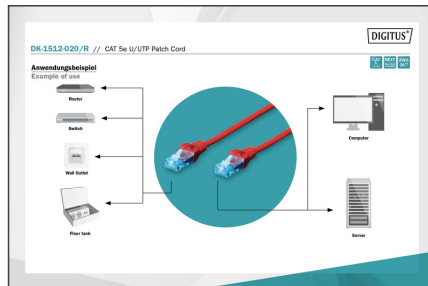 DIGITUS®
DK-1512-020/R // CAT 5e U/UTP Patch Cord
Anwendungsbeispiel
Example of use
Router
Switch
Wall Outlet
Floor tank
Computer
Server